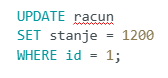 UPDATE racun
SET stanje = 1200
WHERE id = 1;